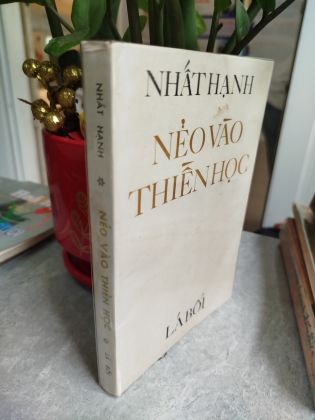 NHẤT HẠNH
NẺO VÀO
THIỀN HỌC
LÁ BỐI
NHẤT HẠNH * NẺO VÀO THIỀN HỌC LÁ BỐI